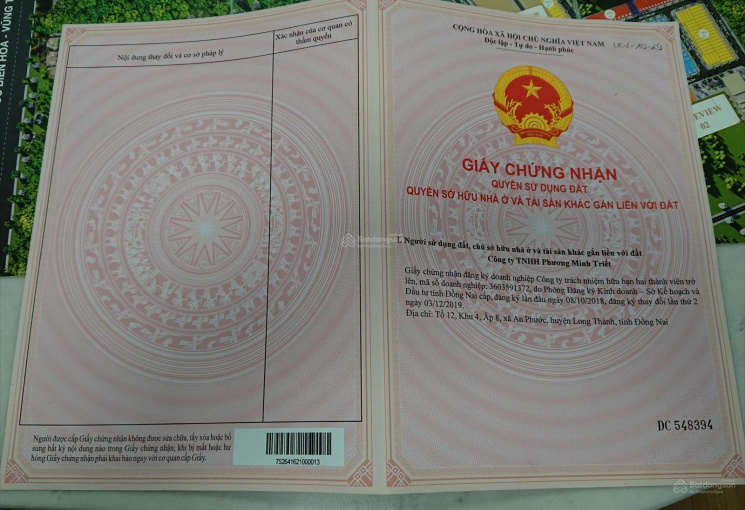 Nội dung thay đổi và cơ sở pháp lý
Xác nhận của cơ quan có
thẩm quyền
Người được cấp Giấy chứng nhận không được sửa chữa, tẩy xóa hoặc bổ
sung bất kỳ nội dung nào trong Giấy chứng nhận; khi bị mất hoặc hư
hỏng Giấy chứng nhận phải khai báo ngay với cơ quan cấp Giấy.
752641621000013
CỘNG HÒA XÃ HỘI CHỦ NGHĨA VIỆT NAM
Độc lập - Tự do - Hạnh phúc
GIẤY CHỨNG NHẬN
QUYỀN SỬ DỤNG ĐẤT
QUYỀN SỞ HỮU NHÀ Ở VÀ TÀI SẢN KHÁC GẮN LIỀN VỚI ĐẤT
I. Người sử dụng đất, chủ sở hữu nhà ở và tài sản khác gắn liền với đất
Công ty TNHH Phương Minh Triết
Giấy chứng nhận đăng ký doanh nghiệp Công ty trách nhiệm hữu hạn hai thành viên trở
lên, mã số doanh nghiệp: 3603591372, do Phòng Đăng ký Kinh doanh – Sở Kế hoạch và
Đầu tư tỉnh Đồng Nai cấp, đăng ký lần đầu ngày 08/10/2018, đăng ký thay đổi lần thứ 2
ngày 03/12/2019.
Địa chỉ: Tổ 12, Khu 4, Ấp 8, xã An Phước, huyện Long Thành, tỉnh Đồng Nai
DC 548394
BIÊN HÒA - VŨNG T
EVIEW
02
Batdongsan
Batdongsan